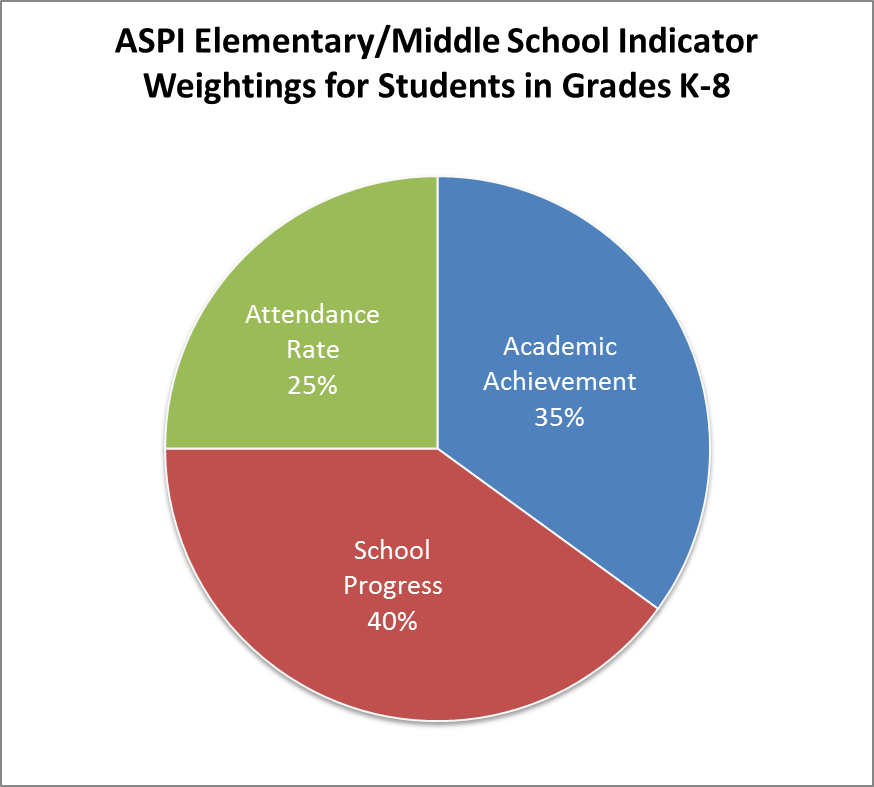 ASPI Elementary/Middle School Indicator
Weightings for Students in Grades K-8
Attendance
Rate
25%
Academic
Achievement
35%
School
Progress
40%